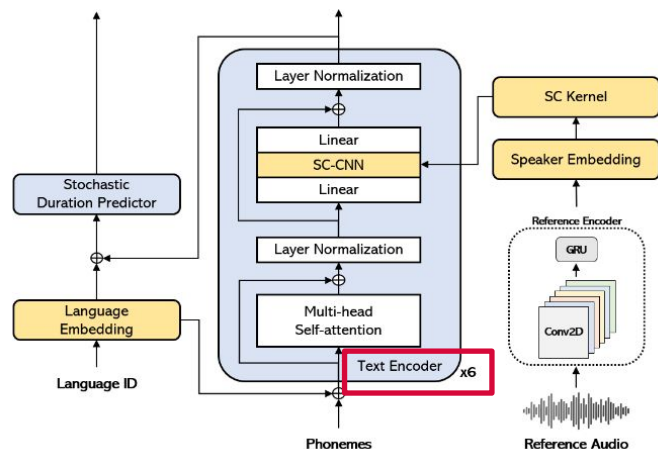 Layer Normalization
Linear
SC-CNN
Linear
Layer Normalization
Multi-head
Self-attention
Text Encoder
x6
Stochastic
Duration Predictor
Language
Embedding
Language ID
Phonemes
SC Kernel
Speaker Embedding
Reference Encoder
GRU
Conv2D
Reference Audio